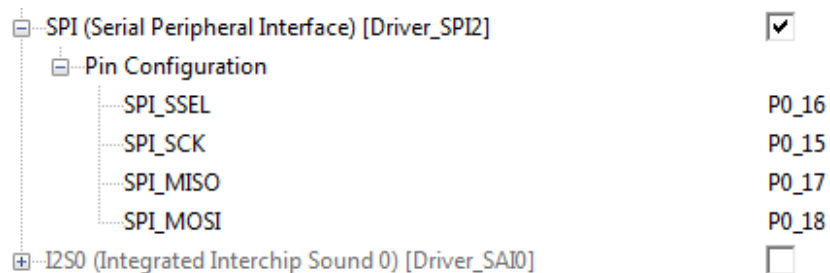 SPI (Serial Peripheral Interface) [Driver_SPI2]
Pin Configuration
SPI_SSEL P0_16
SPI_SCK P0_15
SPI_MISO P0_17
SPI_MOSI P0_18
I2S0 (Integrated Interchip Sound 0) [Driver_SAI0]